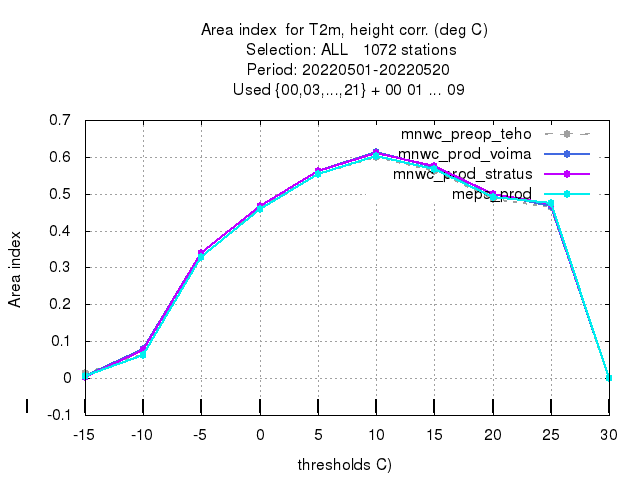 Area index  for T2m, height corr. (deg C)
Selection: ALL   1072 stations
Period: 20220501-20220520
Used {00,03,...,21} + 00 01 ... 09
mnwc_preop_teho
mnwc_prod_voima
mnwc_prod_stratus
meps_prod
0.7
0.6
0.5
0.4
0.3
0.2
0.1
0
-0.1
Area index
-15 -10 -5 0 5 10 15 20 25 30
thresholds C)